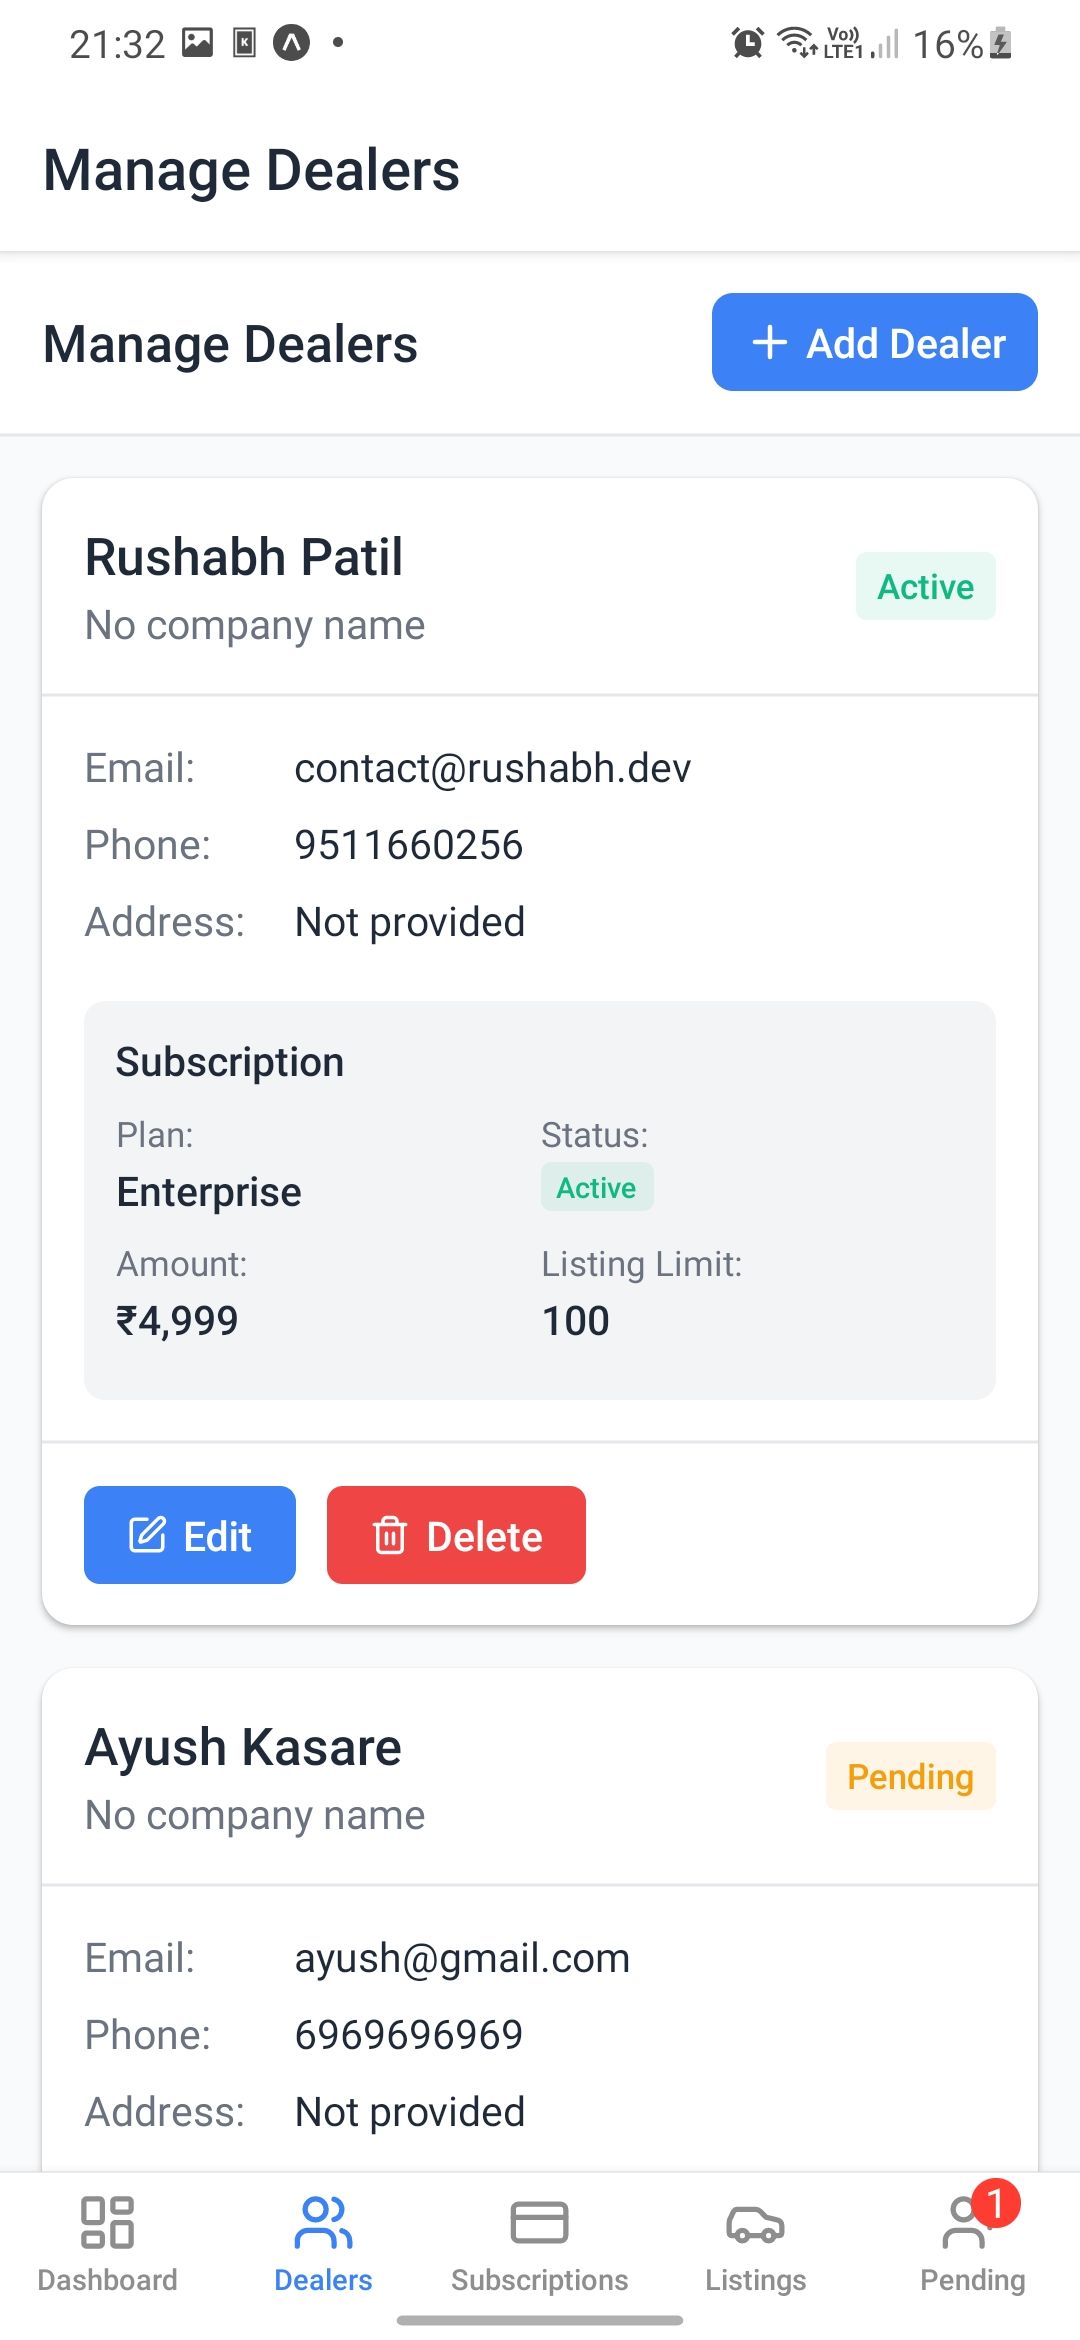 21:32
Vo)) LTE1 16%
Manage Dealers
Manage Dealers
+ Add Dealer
Rushabh Patil
Active
No company name
Email: contact@rushabh.dev
Phone: 9511660256
Address: Not provided
Subscription
Plan: Status:
Enterprise Active
Amount: Listing Limit:
₹4,999 100
Edit Delete
Ayush Kasare
Pending
No company name
Email: ayush@gmail.com
Phone: 6969696969
Address: Not provided
1
Dashboard Dealers Subscriptions Listings Pending